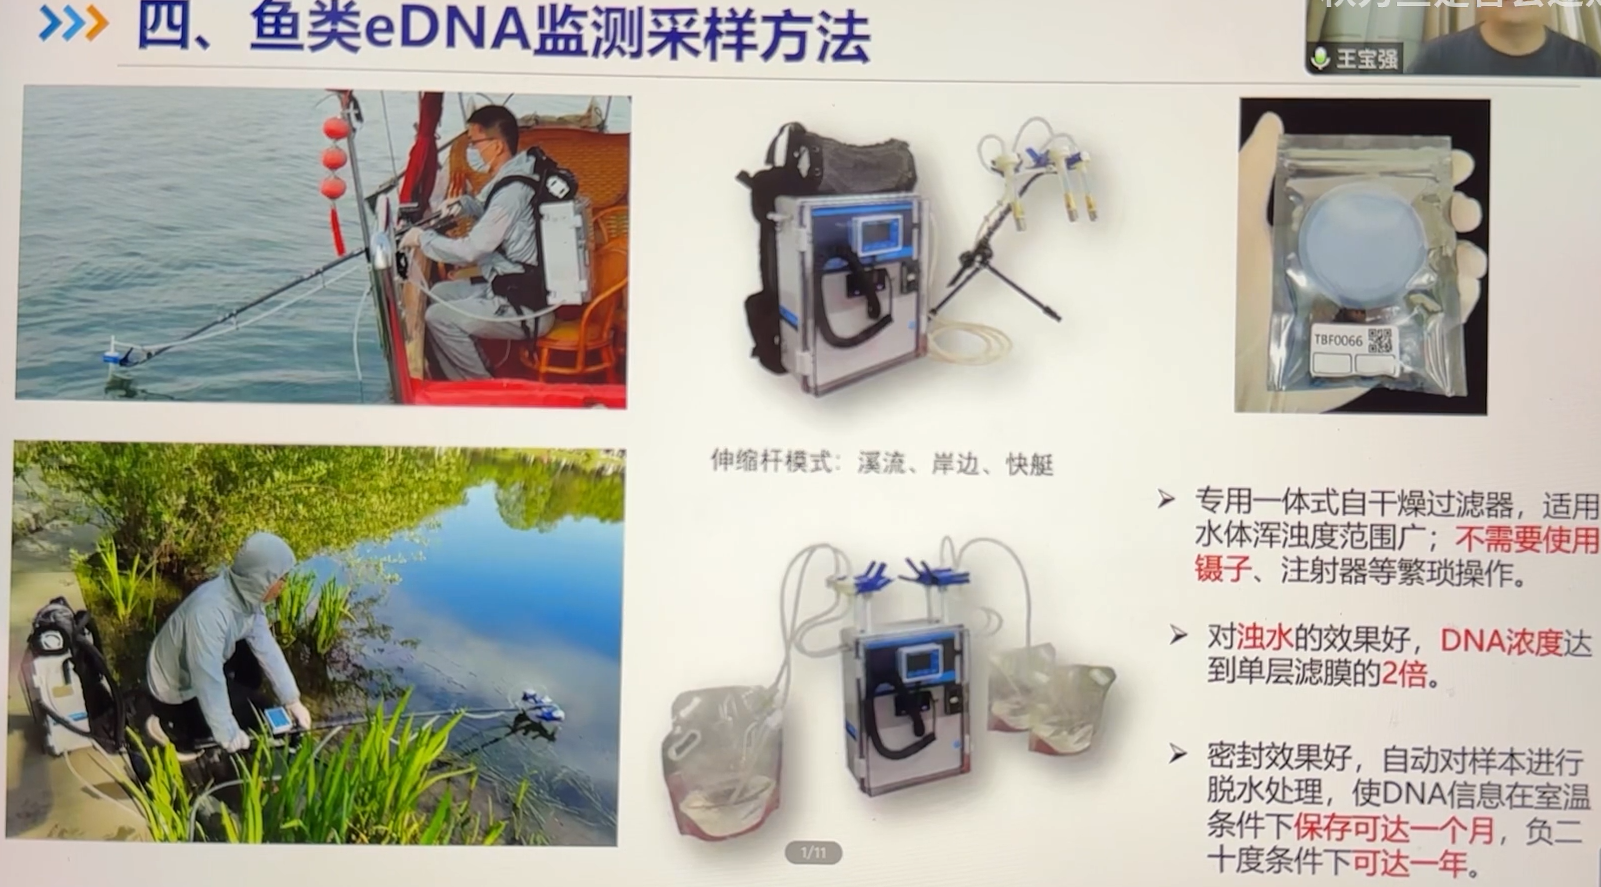 四、鱼类eDNA监测采样方法
王宝强
TBF0066
伸缩杆模式：溪流、岸边、快艇
➢ 专用一体式自干燥过滤器，适用
水体浑浊度范围广；不需要使用
镊子、注射器等繁琐操作。
➢ 对浊水的效果好，DNA浓度达
到单层滤膜的2倍。
➢ 密封效果好，自动对样本进行
脱水处理，使DNA信息在室温
条件下保存可达一个月，负二
十度条件下可达一年。
1/11